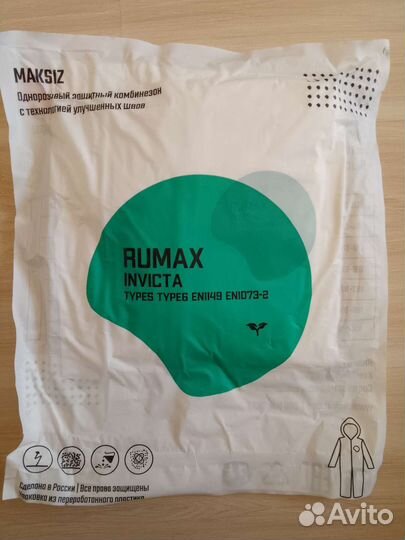 MAKSIZ
Одноразовый защитный комбинезон
с технологией улучшенных швов
RUMAX
INVICTA
TYPE5 TYPE6 EN1149 EN1073-2
Сделано в России | Все права защищены
Упаковка из переработанного пластика
Avito